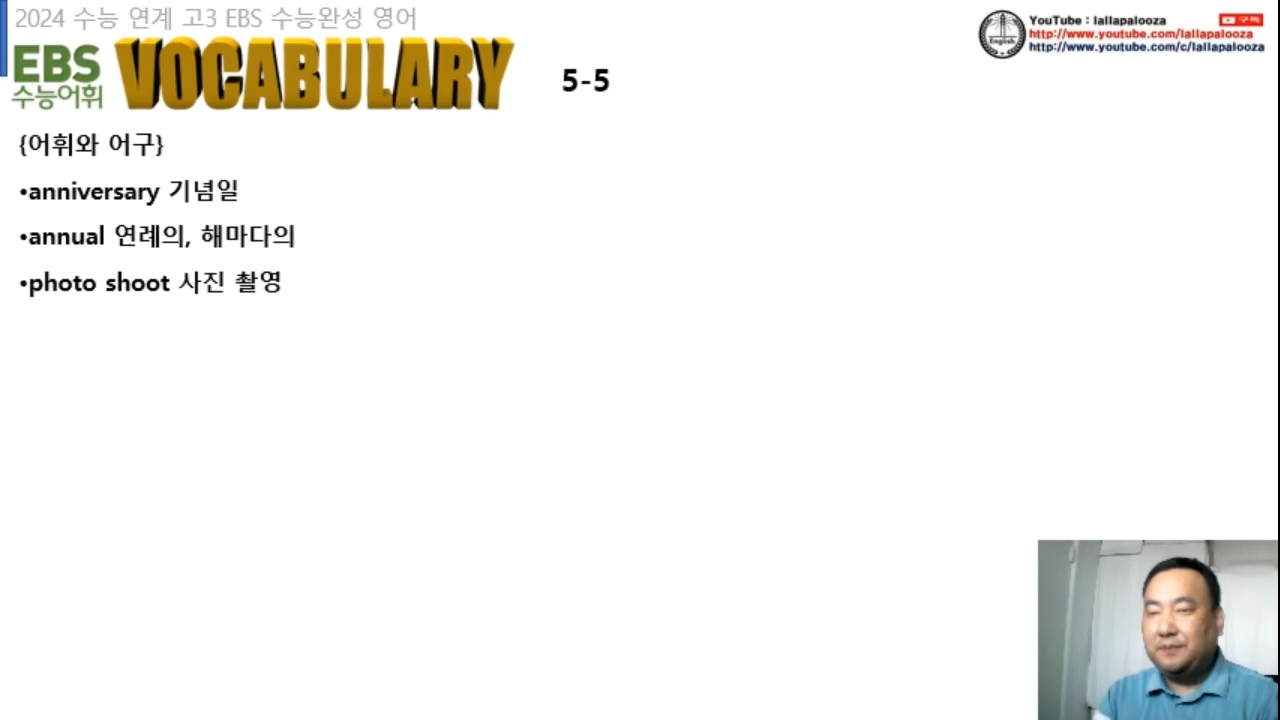 2024 수능 연계 고3 EBS 수능완성 영어
EBS
수능어휘
VOCABULARY
5-5
YouTube : lallapalooza
구독
http://www.youtube.com/lallapalooza
http://www.youtube.com/c/lallapalooza
English
{어휘와 어구}
•anniversary 기념일
•annual 연례의, 해마다의
•photo shoot 사진 촬영